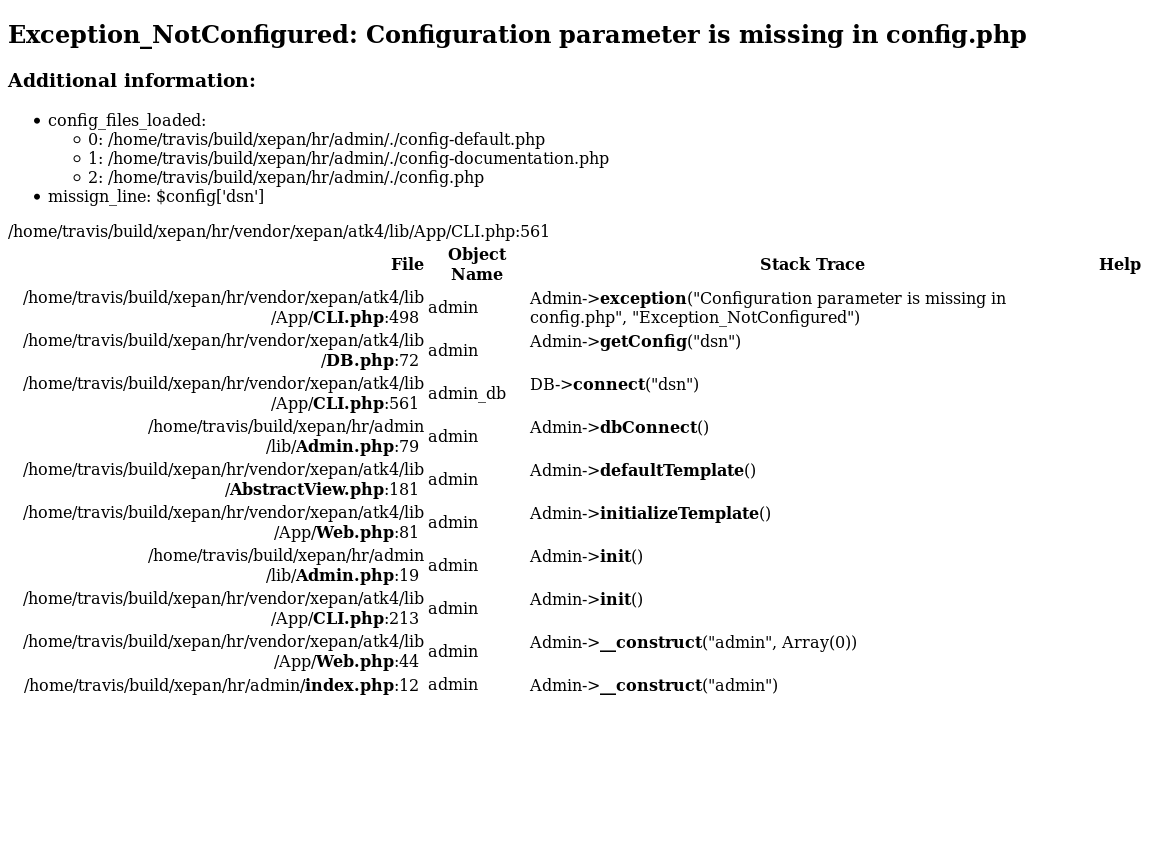 Exception_NotConfigured: Configuration parameter is missing in config.php
Additional information:
config_files_loaded:
0: /home/travis/build/xepan/hr/admin/./config-default.php
1: /home/travis/build/xepan/hr/admin/./config-documentation.php
2: /home/travis/build/xepan/hr/admin/./config.php
missign_line: $config['dsn']
/home/travis/build/xepan/hr/vendor/xepan/atk4/lib/App/CLI.php:561
File Object Name Stack Trace Help
/home/travis/build/xepan/hr/vendor/xepan/atk4/lib
/App/CLI.php:498 admin Admin->exception("Configuration parameter is missing in
config.php", "Exception_NotConfigured")
/home/travis/build/xepan/hr/vendor/xepan/atk4/lib
/DB.php:72 admin Admin->getConfig("dsn")
/home/travis/build/xepan/hr/vendor/xepan/atk4/lib
/App/CLI.php:561 admin_db DB->connect("dsn")
/home/travis/build/xepan/hr/admin
/lib/Admin.php:79 admin Admin->dbConnect()
/home/travis/build/xepan/hr/vendor/xepan/atk4/lib
/AbstractView.php:181 admin Admin->defaultTemplate()
/home/travis/build/xepan/hr/vendor/xepan/atk4/lib
/App/Web.php:81 admin Admin->initializeTemplate()
/home/travis/build/xepan/hr/admin
/lib/Admin.php:19 admin Admin->init()
/home/travis/build/xepan/hr/vendor/xepan/atk4/lib
/App/CLI.php:213 admin Admin->init()
/home/travis/build/xepan/hr/vendor/xepan/atk4/lib
/App/Web.php:44 admin Admin->__construct("admin", Array(0))
/home/travis/build/xepan/hr/admin/index.php:12 admin Admin->__construct("admin")